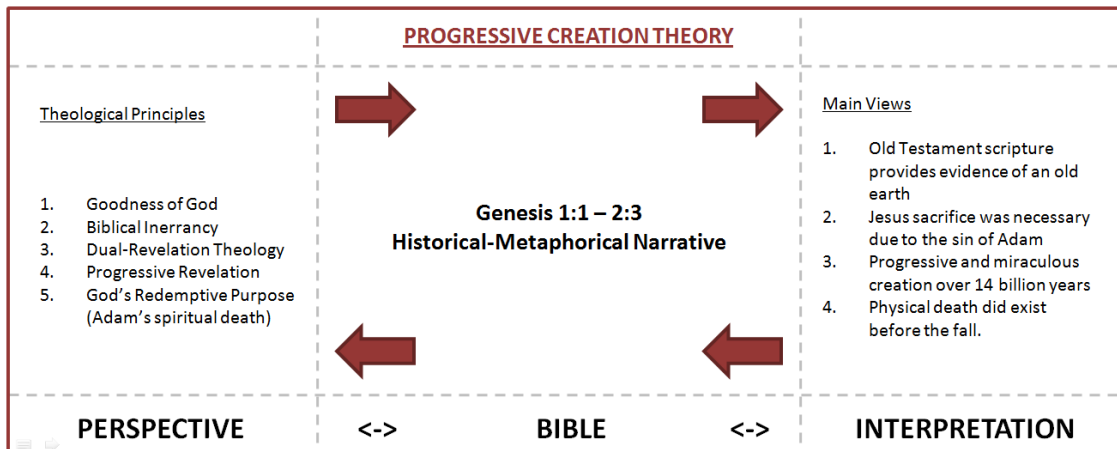 PROGRESSIVE CREATION THEORY
Theological Principles
1. Goodness of God
2. Biblical Inerrancy
3. Dual-Revelation Theology
4. Progressive Revelation
5. God's Redemptive Purpose
(Adam's spiritual death)
Genesis 1:1 – 2:3
Historical-Metaphorical Narrative
Main Views
1. Old Testament scripture
provides evidence of an old
earth
2. Jesus sacrifice was necessary
due to the sin of Adam
3. Progressive and miraculous
creation over 14 billion years
4. Physical death did exist
before the fall.
PERSPECTIVE <-> BIBLE <-> INTERPRETATION